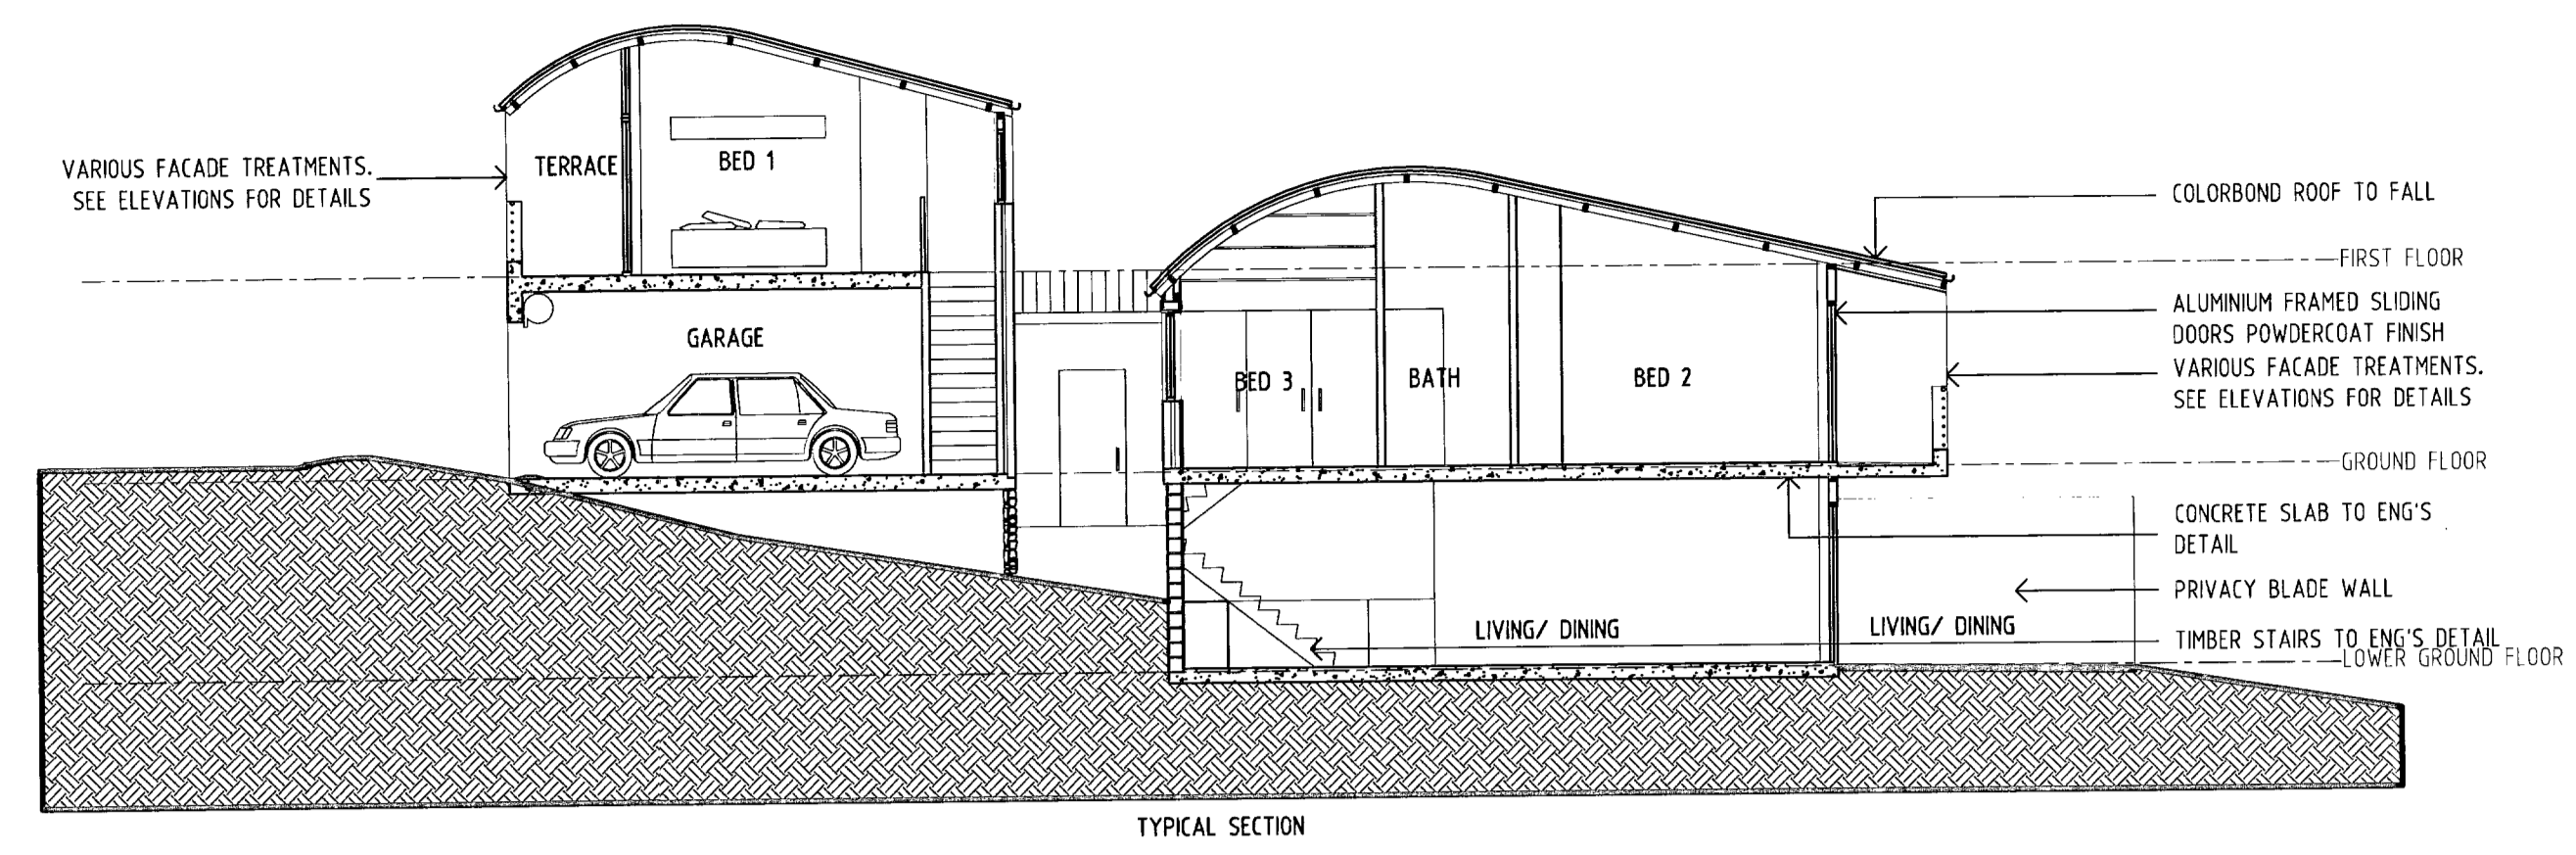 VARIOUS FACADE TREATMENTS.
SEE ELEVATIONS FOR DETAILS
TERRACE
BED 1
GARAGE
BED 3
BATH
BED 2
LIVING/ DINING
LIVING/ DINING
COLORBOND ROOF TO FALL
FIRST FLOOR
ALUMINIUM FRAMED SLIDING
DOORS POWDERCOAT FINISH
VARIOUS FACADE TREATMENTS.
SEE ELEVATIONS FOR DETAILS
GROUND FLOOR
CONCRETE SLAB TO ENG'S
DETAIL
PRIVACY BLADE WALL
TIMBER STAIRS TO ENG'S DETAIL
LOWER GROUND FLOOR
TYPICAL SECTION